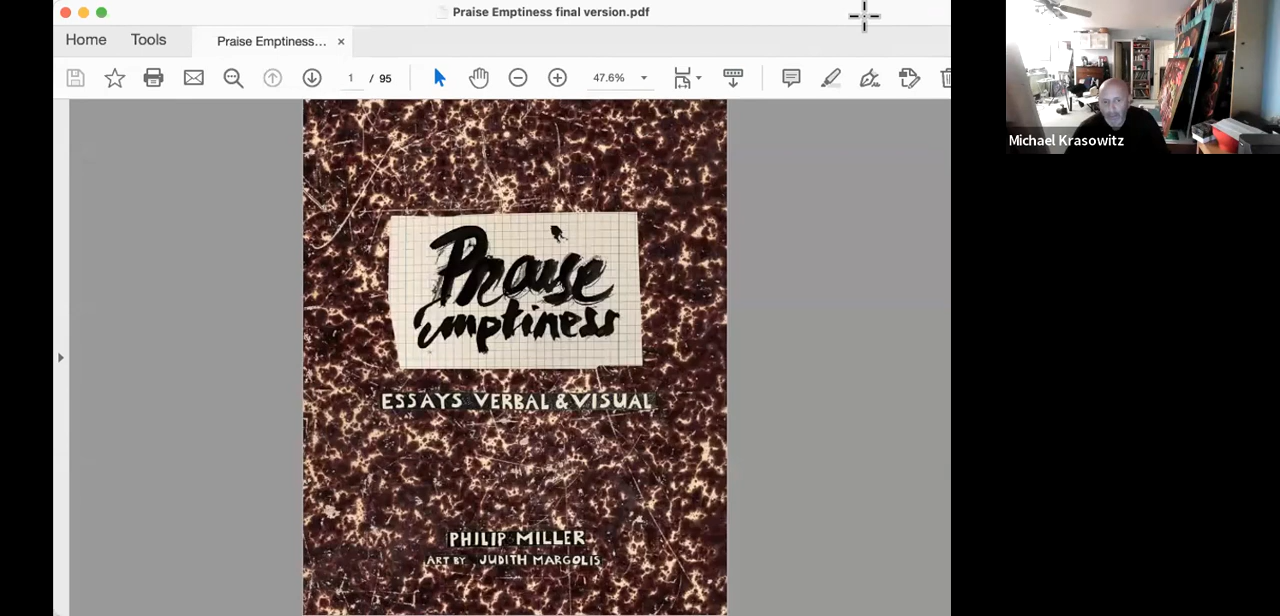 Praise Emptiness final version.pdf
Home Tools Praise Emptiness... ×
1 / 95 47.6%
Praise
emptiness
ESSAYS VERBAL & VISUAL
PHILIP MILLER
ART BY JUDITH MARGOLIS
Michael Krasowitz